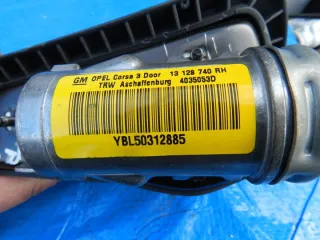 GM OPEL Corsa 3 Door 13 128 740 RH
TRW Aschaffenburg 4035053D
YBL50312885